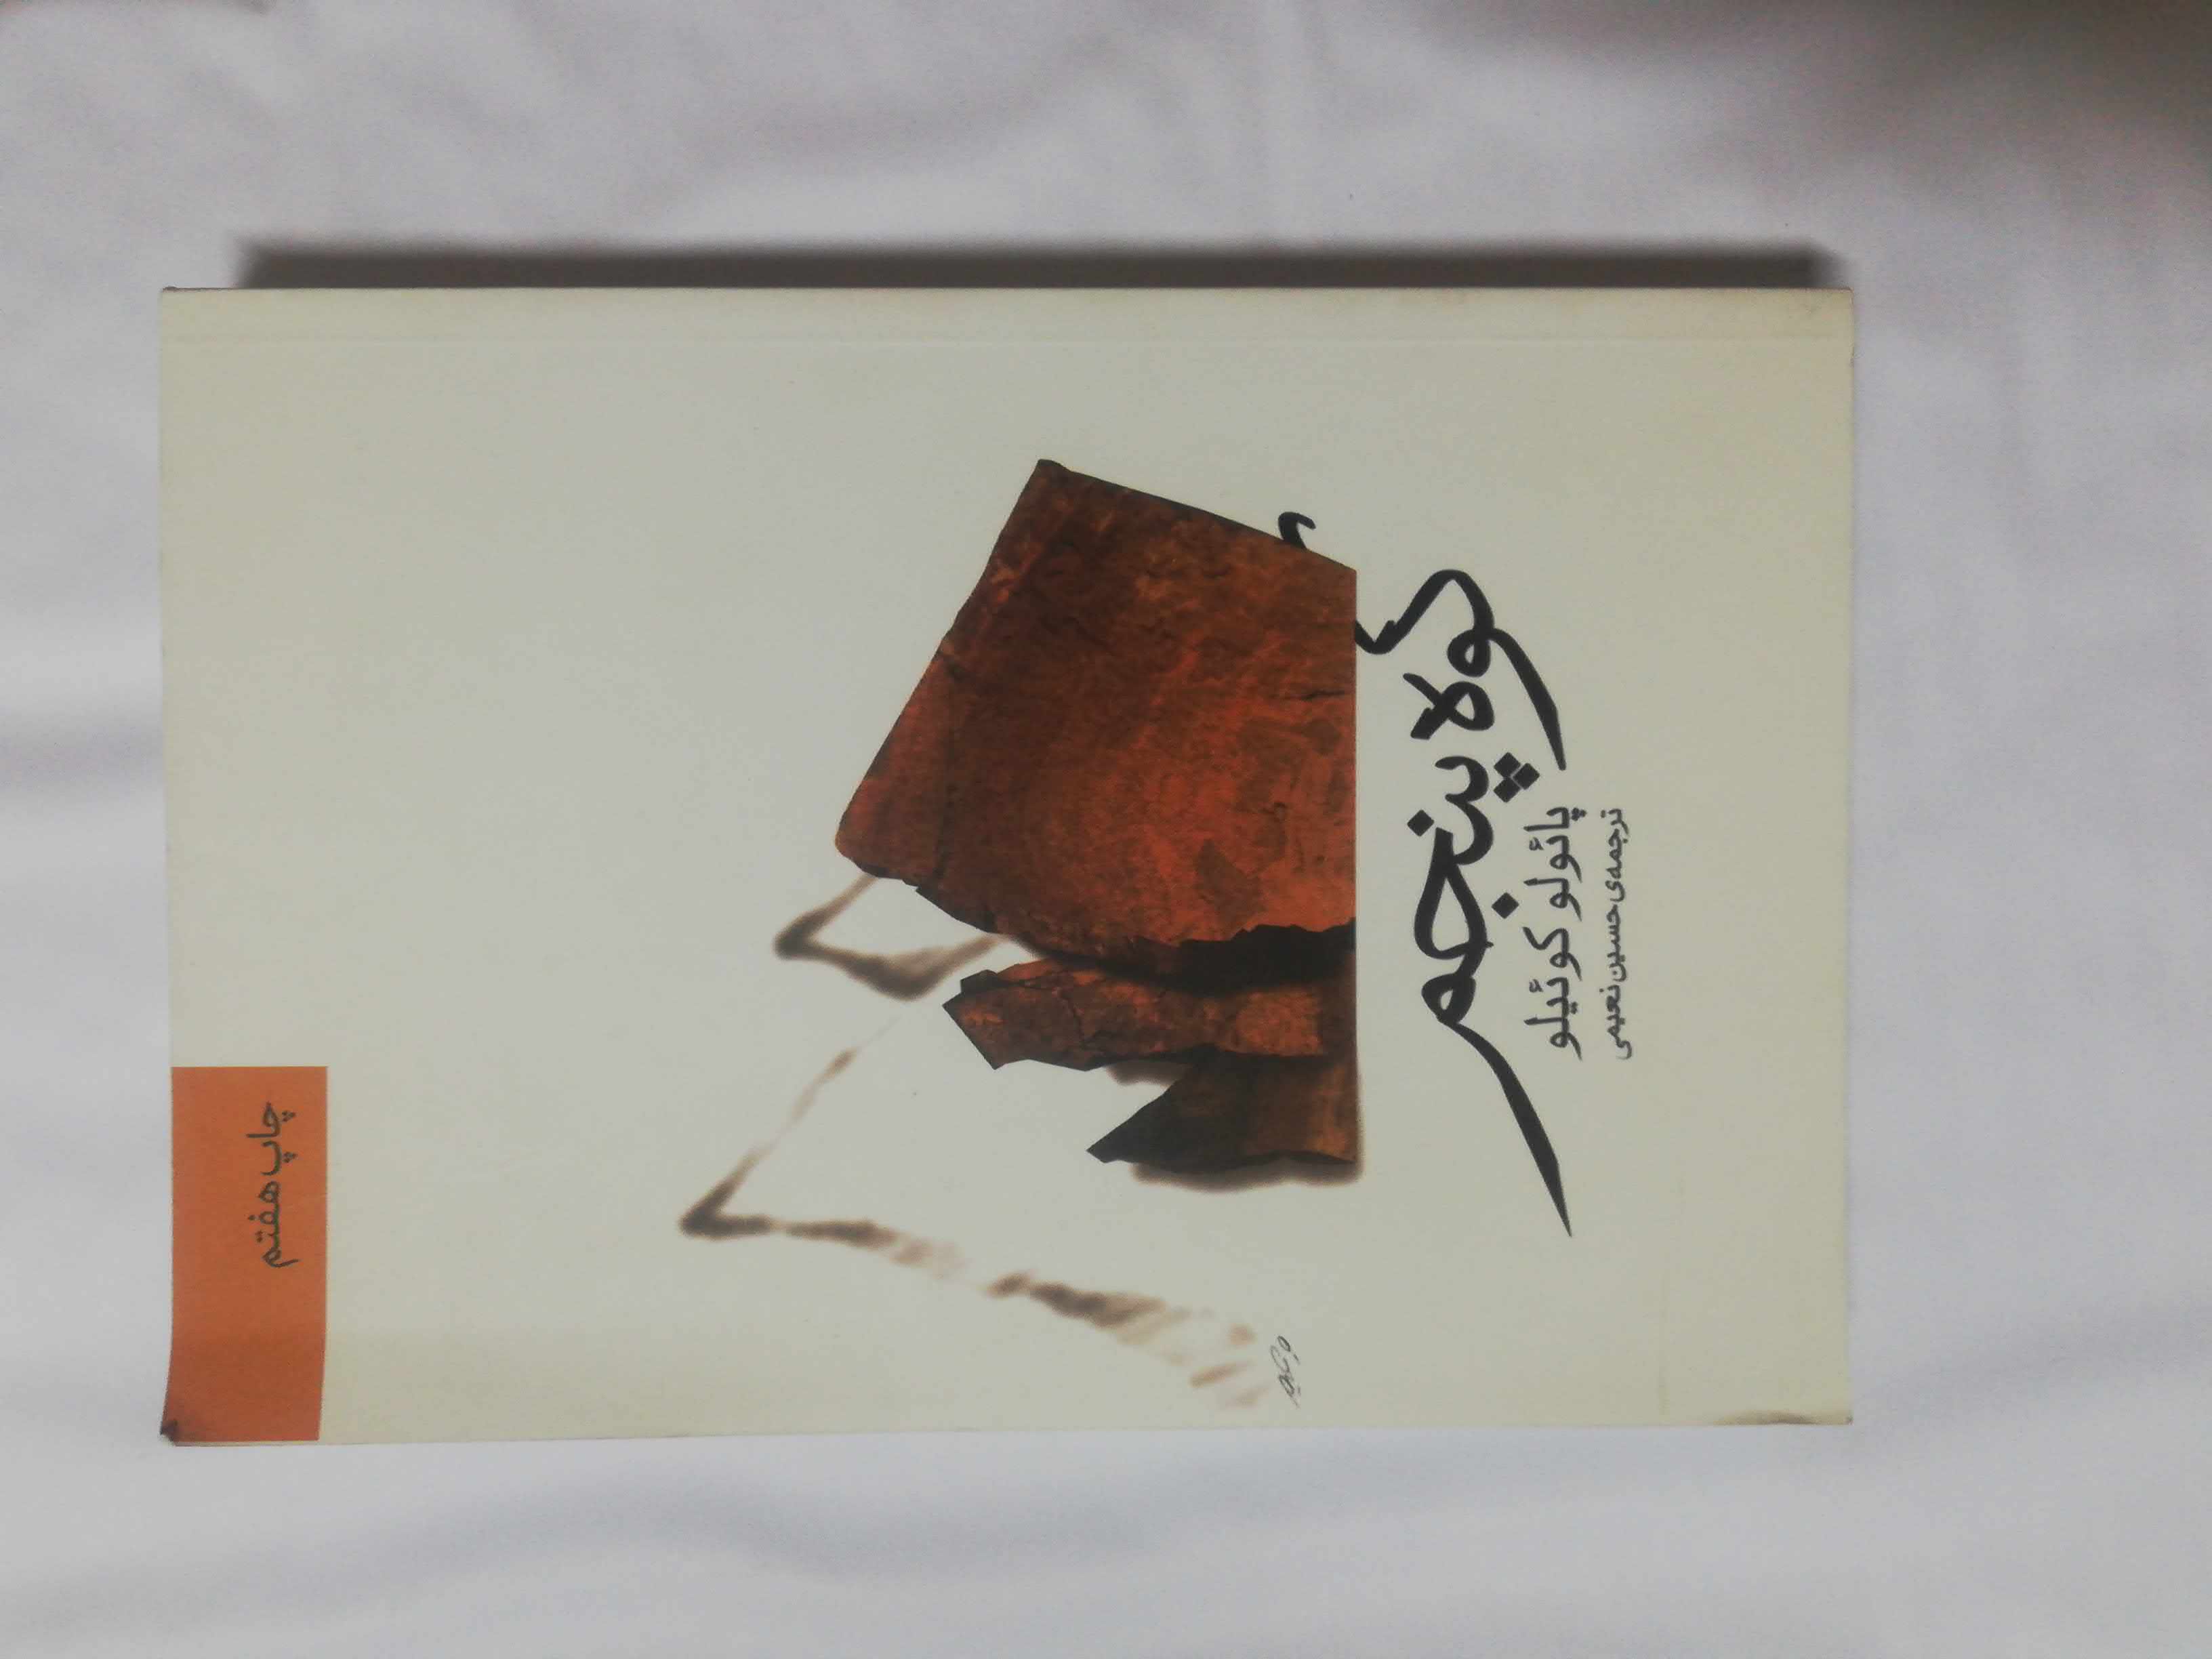 کوه پنجم
پائولو کوئیلو
ترجمه‌ی حسین نعیمی
چاپ هفتم